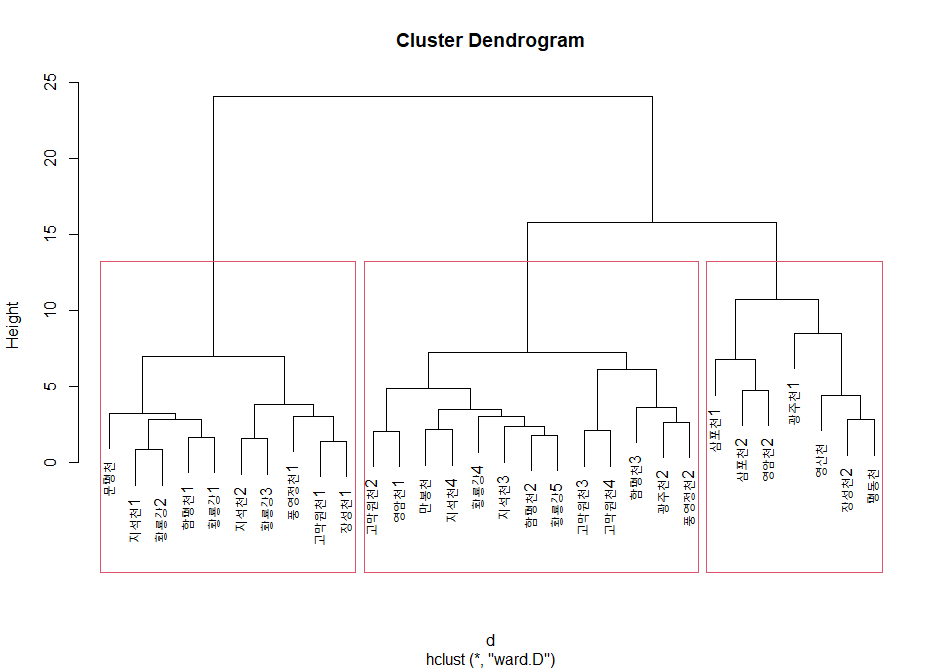 Cluster Dendrogram
Height
0
5
10
15
20
25
문평천
지석천1
황룡강2
함평천1
황룡강1
지석천2
황룡강3
풍영정천1
고막원천1
장성천1
고막원천2
영암천1
만봉천
지석천4
황룡강4
지석천3
함평천2
황룡강5
고막원천3
고막원천4
함평천3
광주천2
풍영정천2
삼포천1
삼포천2
영암천2
광주천1
영산천
장성천2
평동천
d
hclust (*, "ward.D")